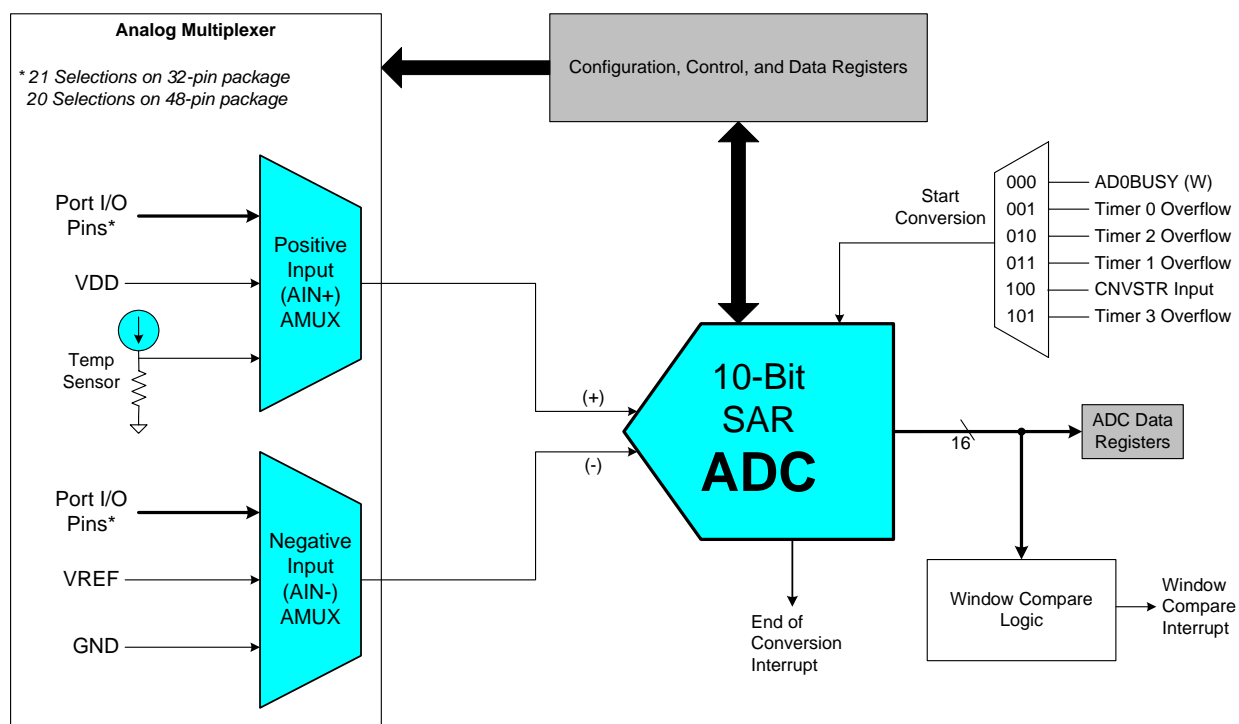 Analog Multiplexer
* 21 Selections on 32-pin package
20 Selections on 48-pin package
Configuration, Control, and Data Registers
Port I/O
Pins*
VDD
Temp
Sensor
Positive
Input
(AIN+)
AMUX
Port I/O
Pins*
VREF
GND
Negative
Input
(AIN-)
AMUX
(+)
(-)
Start
Conversion
000
AD0BUSY (W)
001
Timer 0 Overflow
010
Timer 2 Overflow
011
Timer 1 Overflow
100
CNVSTR Input
101
Timer 3 Overflow
10-Bit
SAR
ADC
16
ADC Data
Registers
End of
Conversion
Interrupt
Window Compare
Logic
Window
Compare
Interrupt